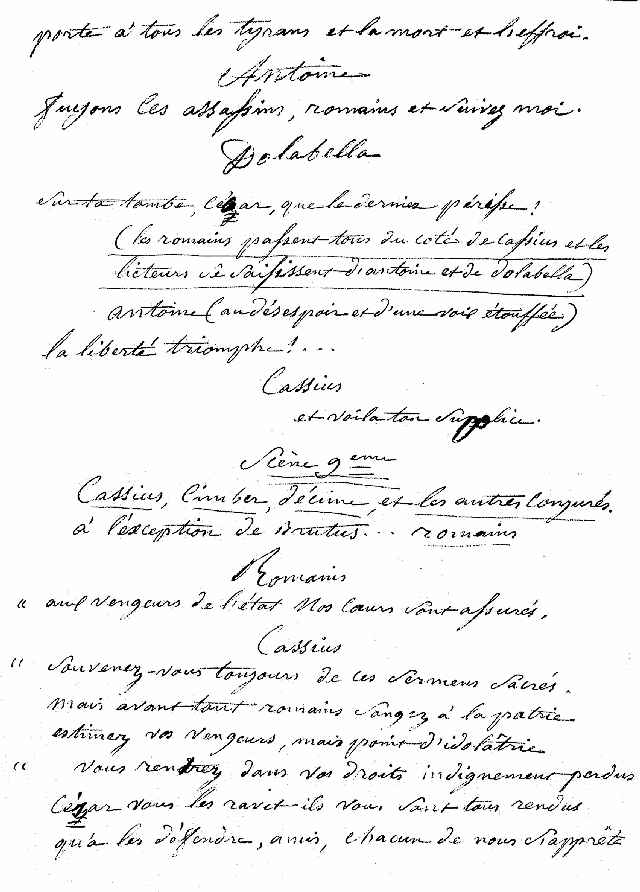 porte à tous les tyrans et la mort et l'effroi.
Antoine
fuyons les assassins, romains et suivez moi.
Dolabella
sur ta tombe, César, que le dernier périsse!
(les romains passent tous du coté de Cassius et les
licteurs se saisissent d'antoine et de dolabella)
antoine (au désespoir et d'une voix étouffée)
la liberté triomphe!...
Cassius
et voila ton supplice.
Scène 9eme
Cassius, Cimber, décime, et les autres Conjurés.
à l'exception de Brutus... romains
Romains
" aux vengeurs de l'état Nos Cœurs sont assurés.
Cassius
" Souvenez-vous toujours de ces Sermens Sacrés.
Mais avant tout romains songez à la patrie
estimez vos vengeurs, mais point d'idolâtrie
" vous rentrez dans vos droits indignement perdus
César vous les ravit ils vous sont tous rendus
qu'à les défendre, amis, chacun de nous s'apprête